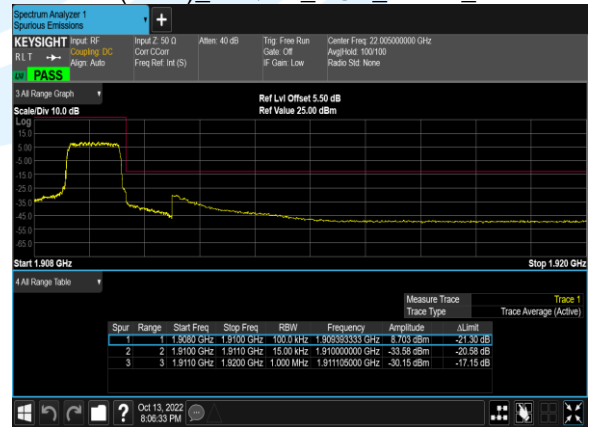 Spectrum Analyzer 1
Spurious Emissions
+
KEYSIGHT Input: RF Input Z: 50 Ω Atten: 40 dB Trig: Free Run Center Freq: 22.005000000 GHz
RLT Coupling: DC Corr CCorr Gate: Off Avg|Hold: 100/100
Align: Auto Freq Ref: Int (S) IF Gain: Low Radio Std: None
PASS
3 All Range Graph
Ref Lvl Offset 5.50 dB
Scale/Div 10.0 dB Ref Value 25.00 dBm
Log
15.0
5.00
-5.00
-15.0
-25.0
-35.0
-45.0
-55.0
-65.0
Start 1.908 GHz Stop 1.920 GHz
4 All Range Table
Measure Trace Trace 1
Trace Type Trace Average (Active)
Spur Range Start Freq Stop Freq RBW Frequency Amplitude ΔLimit
1 1 1.9080 GHz 1.9100 GHz 100.0 kHz 1.909393333 GHz 8.703 dBm -21.30 dB
2 2 1.9100 GHz 1.9110 GHz 15.00 kHz 1.910000000 GHz -33.58 dBm -20.58 dB
3 3 1.9110 GHz 1.9200 GHz 1.000 MHz 1.911105000 GHz -30.15 dBm -17.15 dB
? Oct 13, 2022
8:06:33 PM